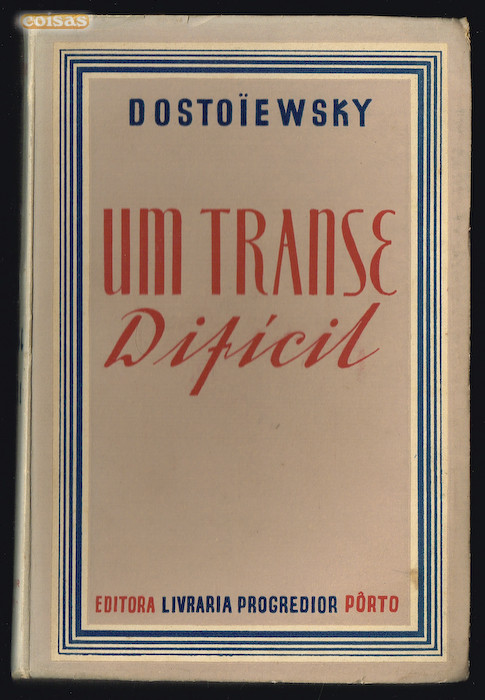 coisas
DOSTOÏEWSKY
UM TRANSE
Difícil
EDITORA LIVRARIA PROGREDIOR PÔRTO